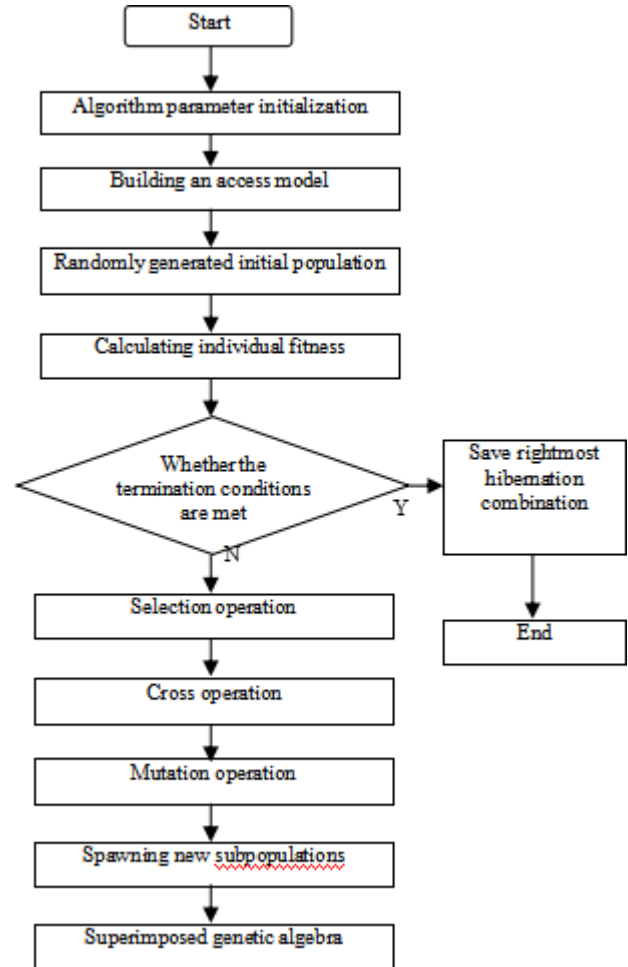 Start
Algorithm parameter initialization
Building an access model
Randomly generated initial population
Calculating individual fitness
Whether the
termination conditions
are met
Y
Save rightmost
hibernation
combination
End
N
Selection operation
Cross operation
Mutation operation
Spawning new subpopulations
Superimposed genetic algebra